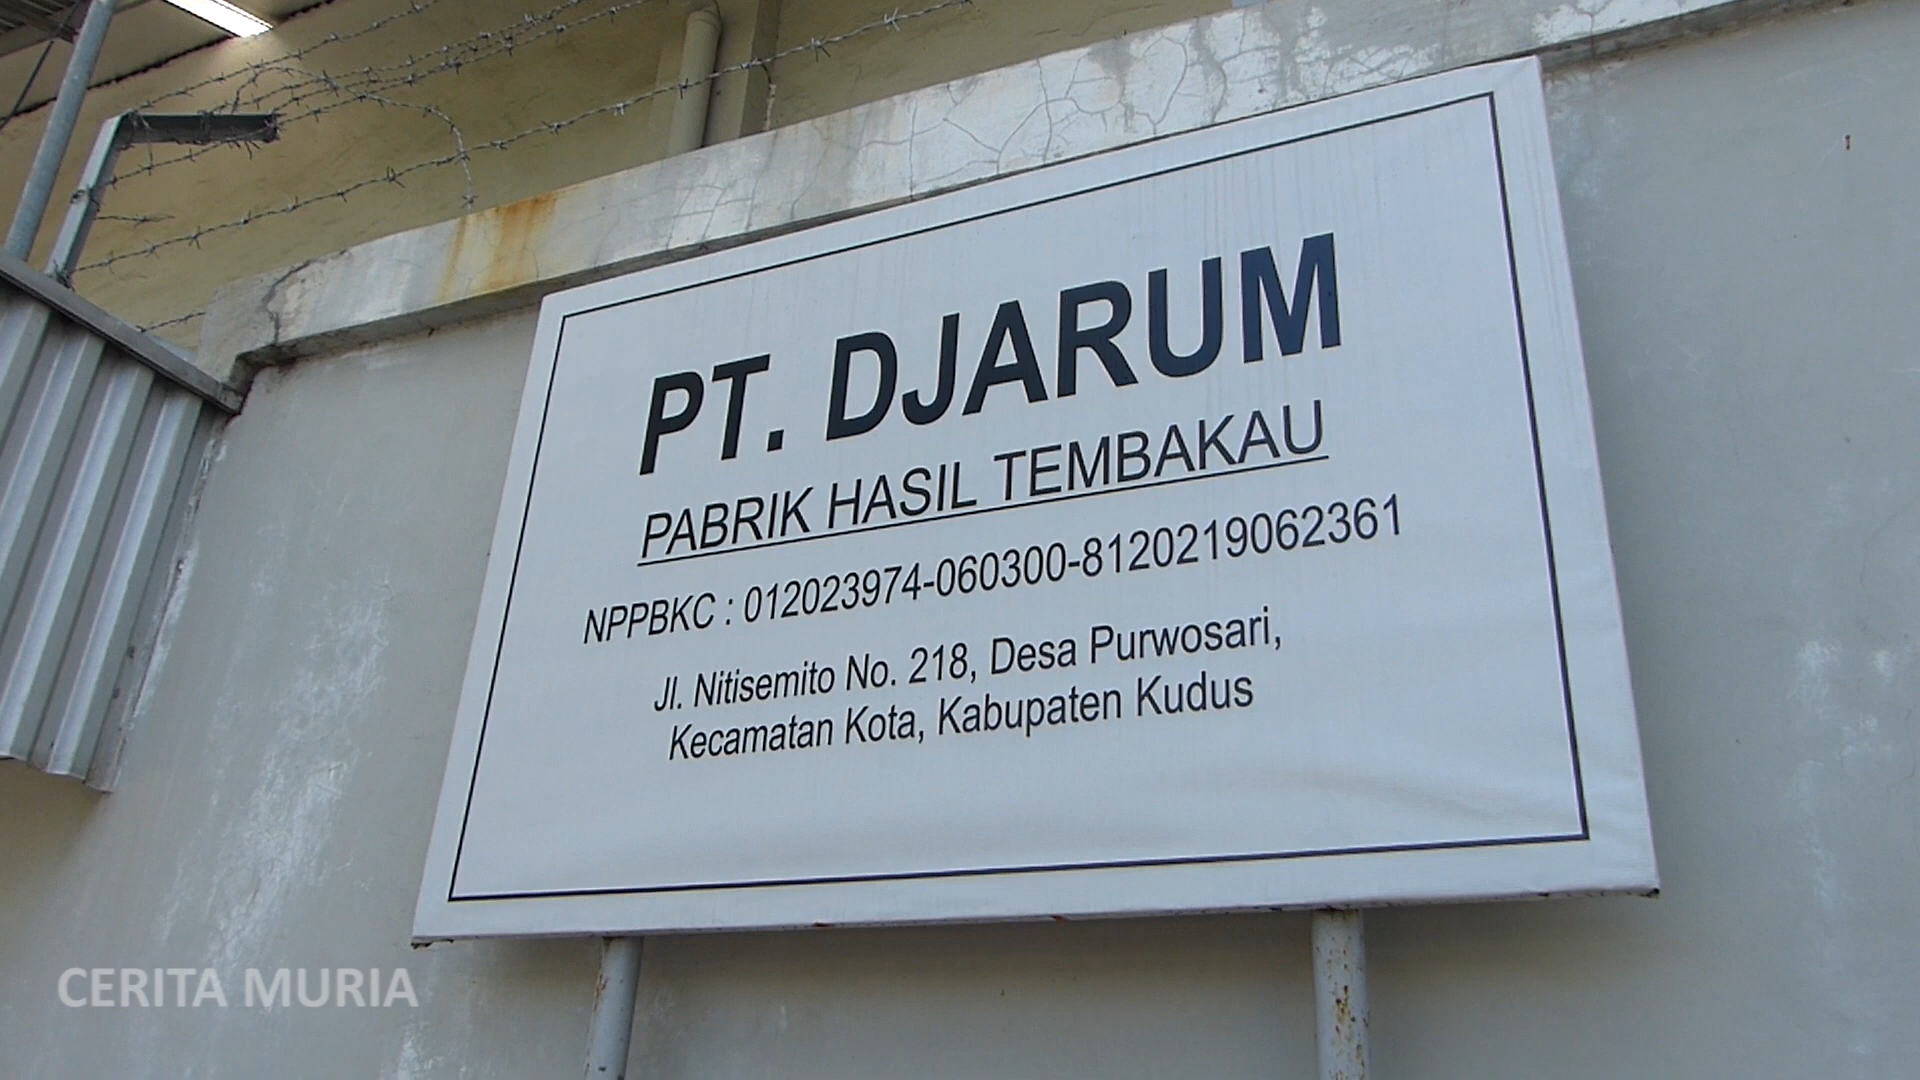 PT. DJARUM
PABRIK HASIL TEMBAKAU
NPPBKC : 012023974-060300-8120219062361
Jl. Nitisemito No. 218, Desa Purwosari,
Kecamatan Kota, Kabupaten Kudus
CERITA MURIA